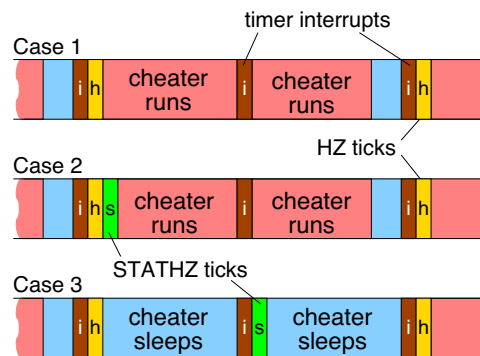 timer interrupts
Case 1
i h cheater runs i cheater runs i h
HZ ticks
Case 2
i h s cheater runs i cheater runs i h
STATHZ ticks
Case 3
i h cheater sleeps i s cheater sleeps i h